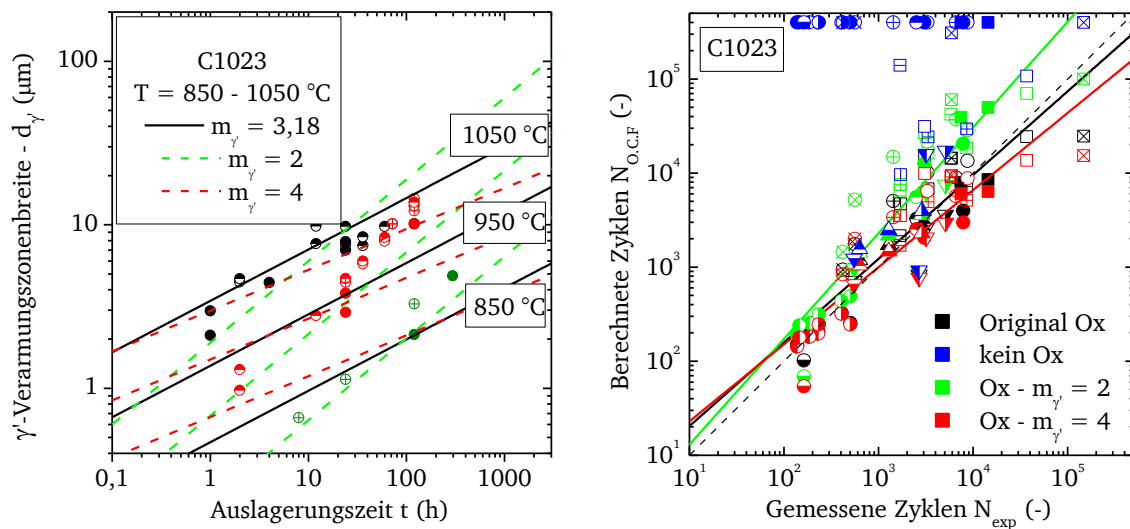 γ'-Verarmungszonenbreite - d_γ' (μm)
100
10
1
C1023
T = 850 - 1050 °C
m_γ' = 3,18
m_γ' = 2
m_γ' = 4
1050 °C
950 °C
850 °C
0,1 1 10 100 1000
Auslagerungszeit t (h)
Berechnete Zyklen N_O.C.F (-)
10^5
10^4
10^3
10^2
10^1
C1023
Original Ox
kein Ox
Ox - m_γ' = 2
Ox - m_γ' = 4
10^1 10^2 10^3 10^4 10^5
Gemessene Zyklen N_exp (-)